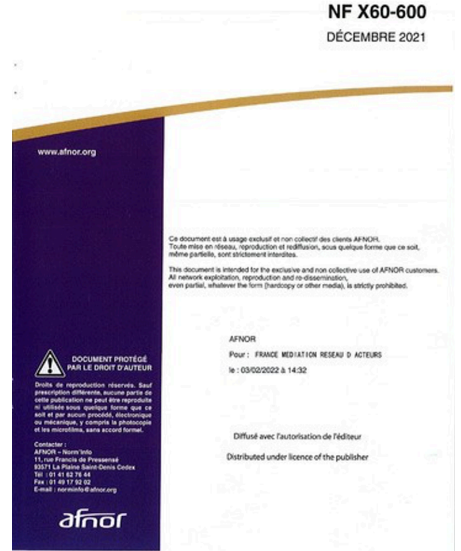 NF X60-600
DÉCEMBRE 2021
www.afnor.org
Ce document est à usage exclusif et non collectif des clients AFNOR.
Toute mise en réseau, reproduction et rediffusion, sous quelque forme que ce soit,
même partielle, sont strictement interdites.
This document is intended for the exclusive and non collective use of AFNOR customers.
All network exploitation, reproduction and re-dissemination,
even partial, whatever the form (hardcopy or other media), is strictly prohibited.
AFNOR
Pour : FRANCE MEDIATION RESEAU D ACTEURS
le : 03/02/2022 à 14:32
DOCUMENT PROTÉGÉ
PAR LE DROIT D'AUTEUR
Droits de reproduction réservés. Sauf
prescription différente, aucune partie de
cette publication ne peut être reproduite
ni utilisée sous quelque forme que ce
soit et par aucun procédé, électronique
ou mécanique, y compris la photocopie
et les microfilms, sans accord formel.
Contacter :
AFNOR – Norm'Info
11, rue Francis de Pressensé
93571 La Plaine Saint-Denis Cedex
Tél : 01 41 62 76 44
Fax : 01 49 17 92 02
E-mail : norminfo@afnor.org
Diffusé avec l'autorisation de l'éditeur
Distributed under licence of the publisher
afnor